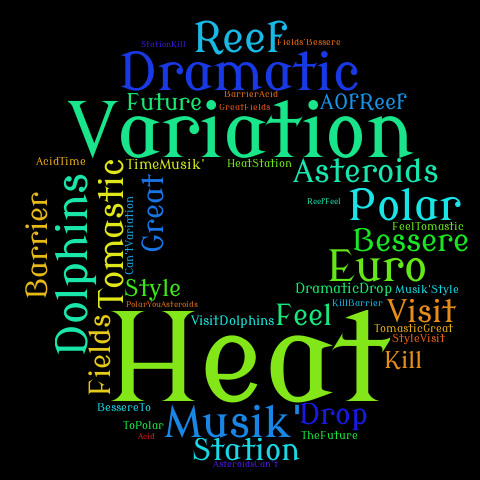 Reef
StationKill
Fields'Bessere
Dramatic
BarrierAcid
Future
GreatFields
AOfReef
Variation
AcidTime
TimeMusik'
HeatStation
Asteroids
Barrier
Dolphins
Tomastic
Can'tVariation
Great
ReefFeel
Polar
FeelTomastic
Bessere
Euro
Style
DramaticDrop
Musik'Style
PolarYouAsteroids
KillBarrier
Visit
Fields
Heat
VisitDolphins
Feel
TomasticGreat
StyleVisit
Kill
BessereTo
Musik'
Drop
ToPolar
Acid
TheFuture
Station
AsteroidsCan't